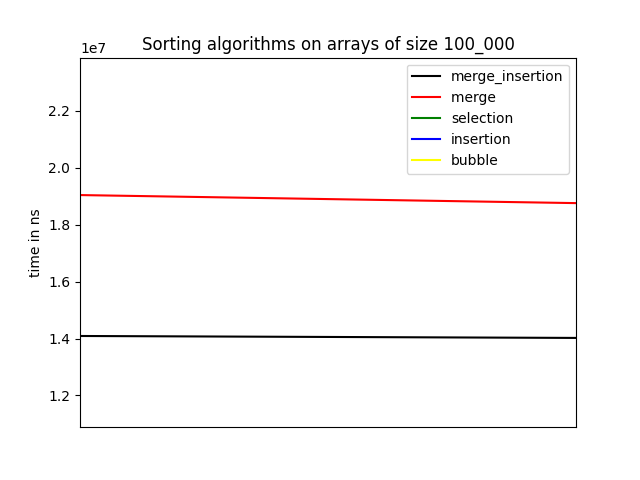 Sorting algorithms on arrays of size 100_000
1e7
merge_insertion
merge
selection
insertion
bubble
time in ns
2.2
2.0
1.8
1.6
1.4
1.2